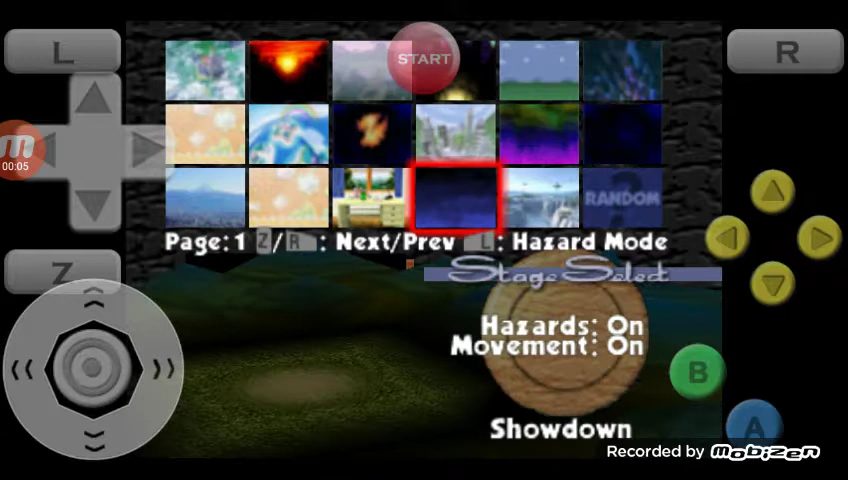 START
L
R
M
00:05
RANDOM
Page:1 Z/R : Next/Prev L: Hazard Mode
Z
Stage Select
Hazards: On
Movement: On
B
A
Showdown
Recorded by mobizen